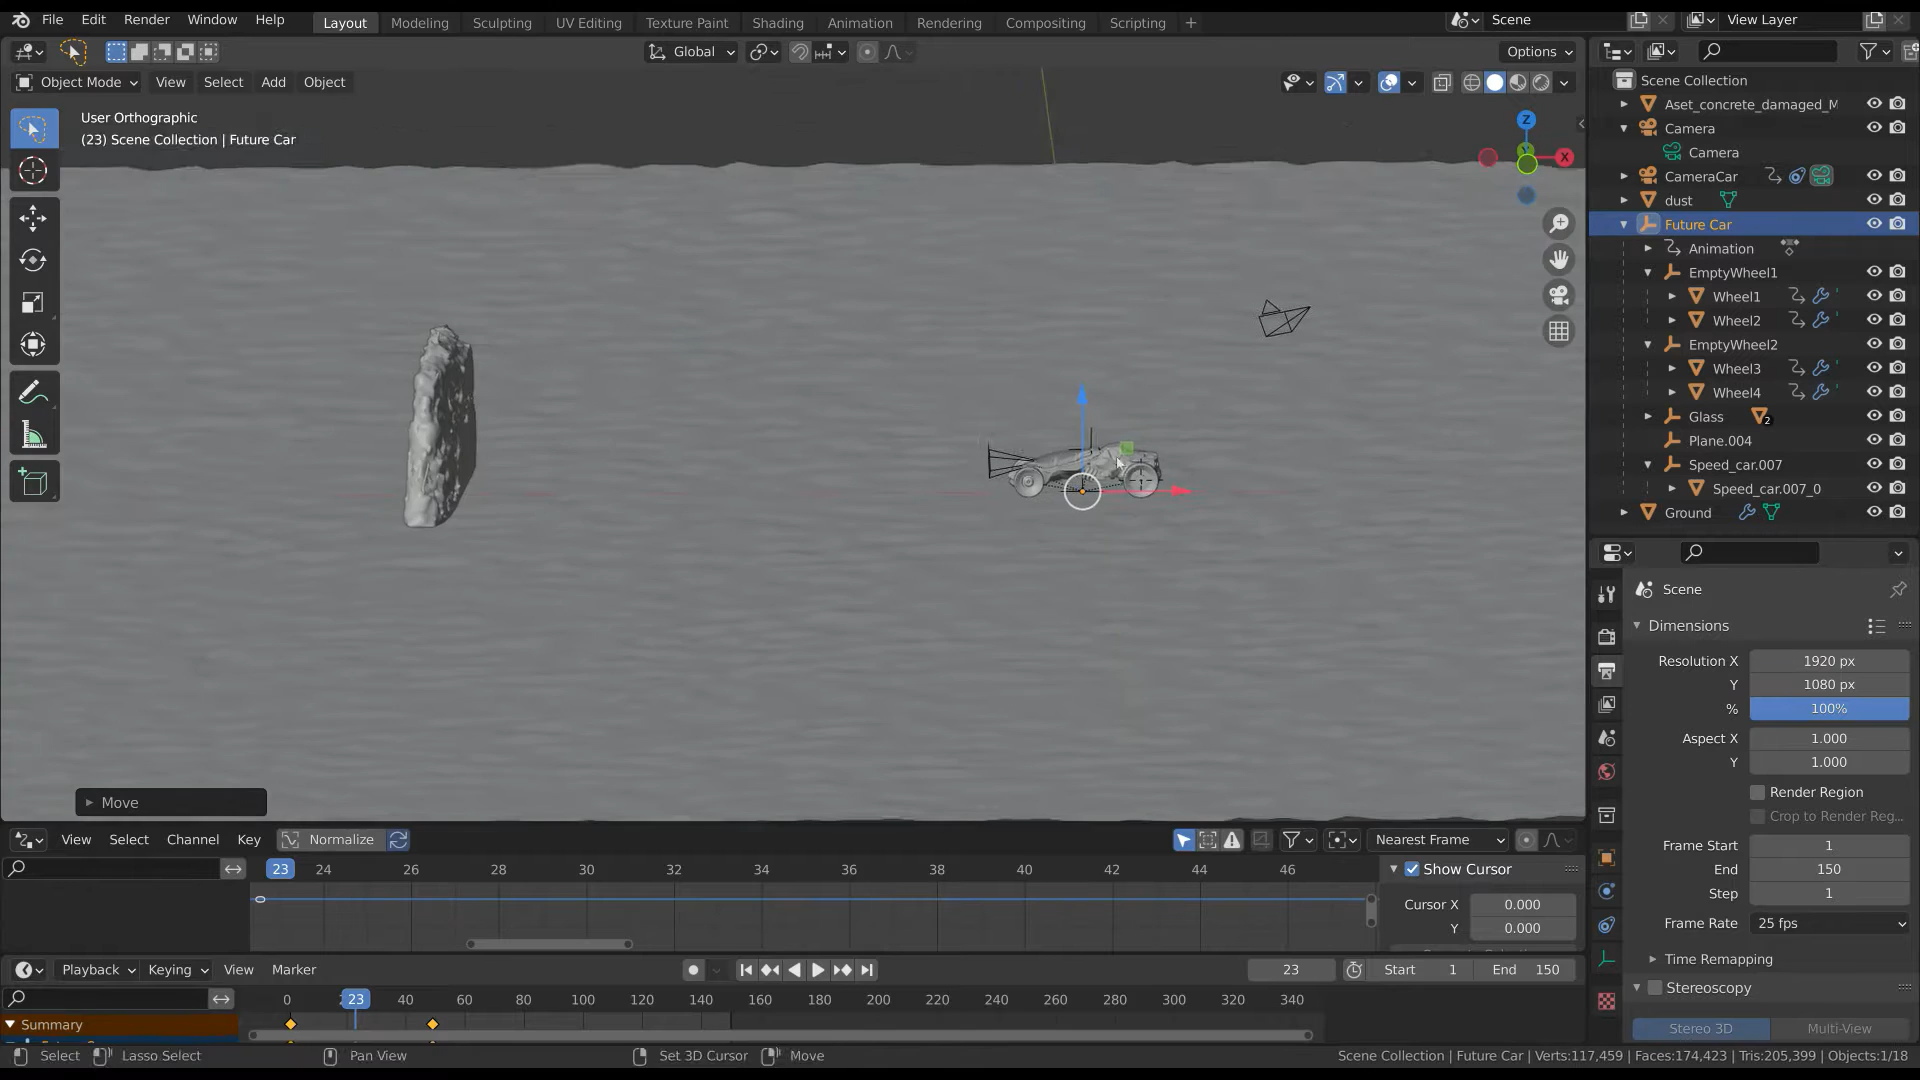 File Edit Render Window Help Layout Modeling Sculpting UV Editing Texture Paint Shading Animation Rendering Compositing Scripting + Scene View Layer
Global Options
Object Mode View Select Add Object
User Orthographic
(23) Scene Collection | Future Car
Z
X
Move
Scene Collection
Aset_concrete_damaged_M
Camera
Camera
CameraCar
dust
Future Car
Animation
EmptyWheel1
Wheel1
Wheel2
EmptyWheel2
Wheel3
Wheel4
Glass 2
Plane.004
Speed_car.007
Speed_car.007_0
Ground
Scene
Dimensions
Resolution X 1920 px
Y 1080 px
% 100%
Aspect X 1.000
Y 1.000
Render Region
Crop to Render Reg...
Frame Start 1
End 150
Step 1
Frame Rate 25 fps
Time Remapping
Stereoscopy
Stereo 3D Multi-View
View Select Channel Key Normalize Nearest Frame
23 24 26 28 30 32 34 36 38 40 42 44 46
Show Cursor
Cursor X 0.000
Y 0.000
Playback Keying View Marker 23 Start 1 End 150
0 23 40 60 80 100 120 140 160 180 200 220 240 260 280 300 320 340
Summary
Select Lasso Select Pan View Set 3D Cursor Move Scene Collection | Future Car | Verts:117,459 | Faces:174,423 | Tris:205,399 | Objects:1/18